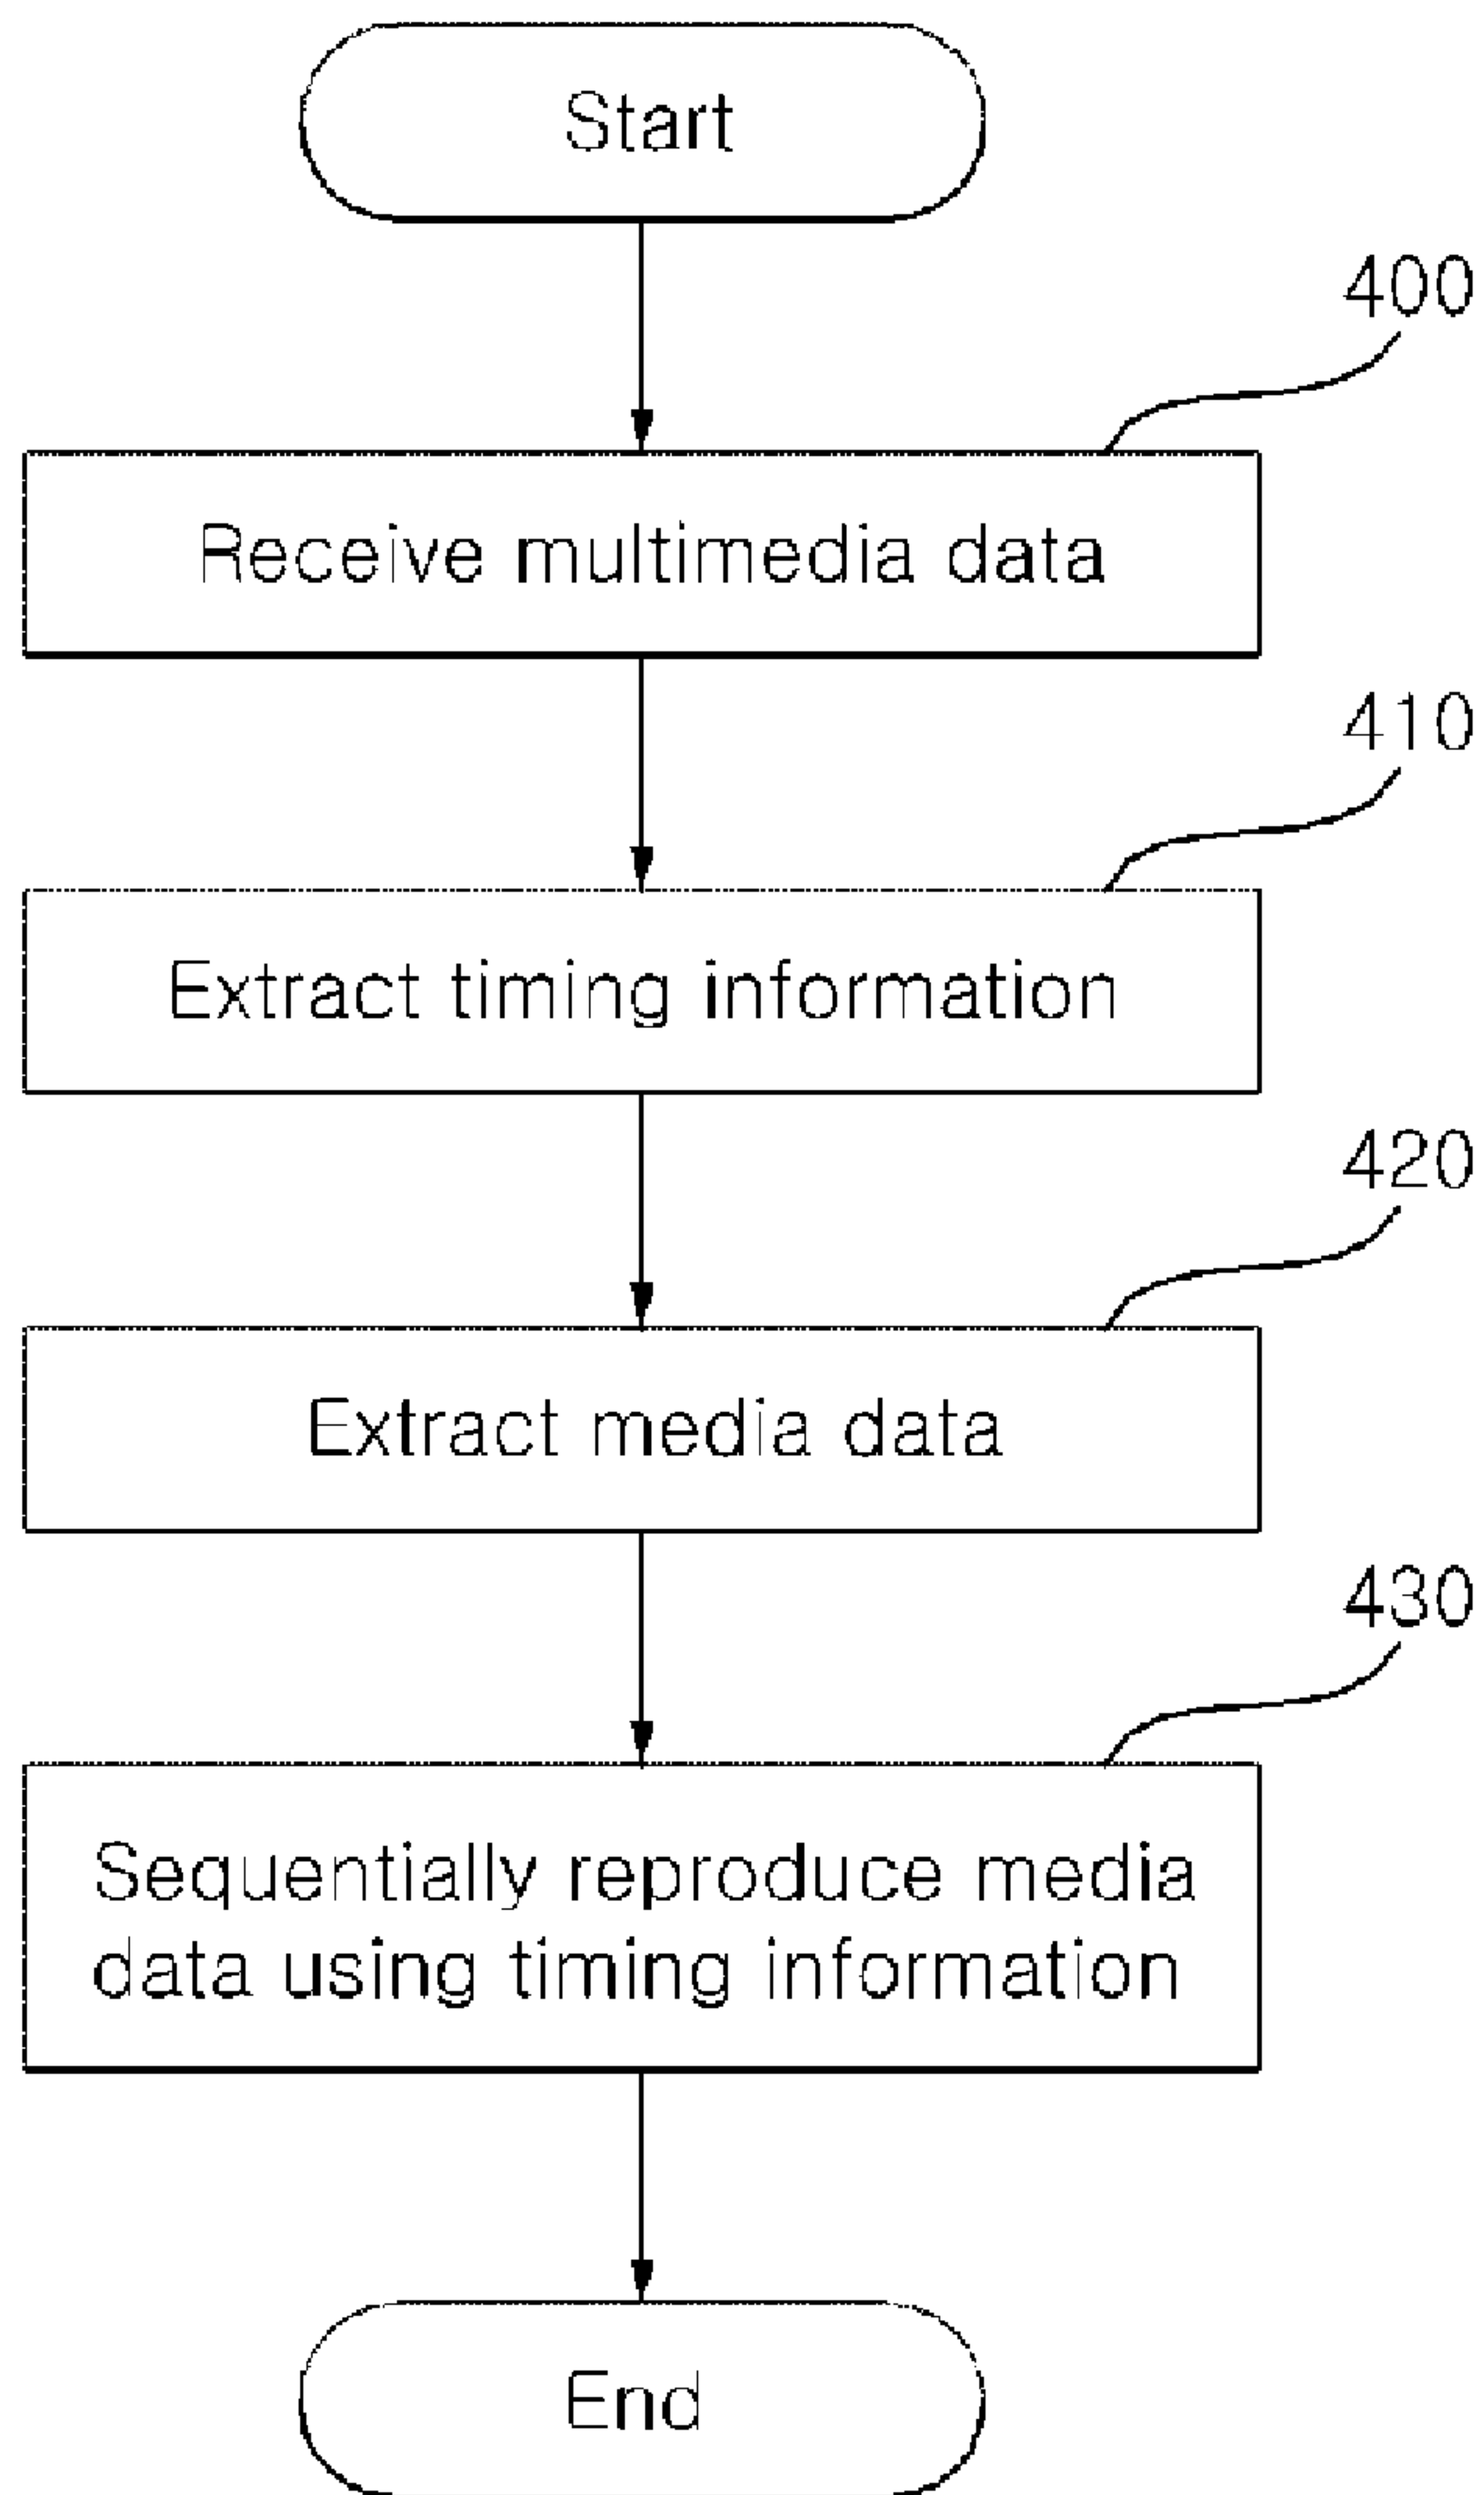 Start
400
Receive multimedia data
410
Extract timing information
420
Extract media data
430
Sequentially reproduce media
data using timing information
End